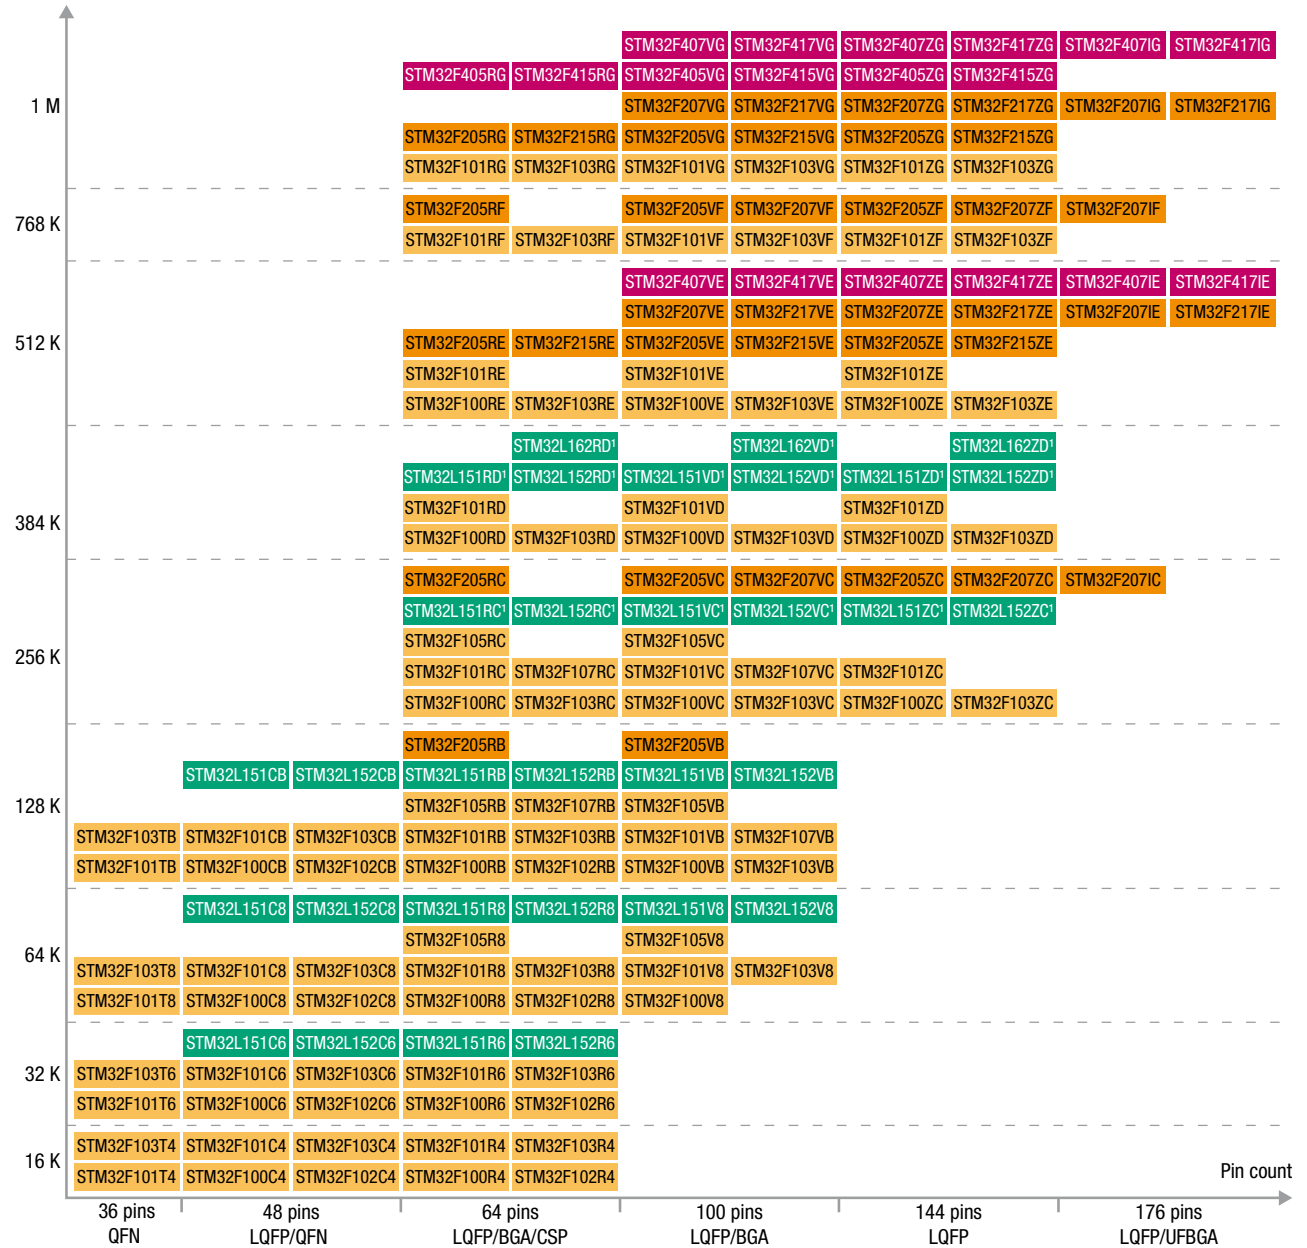 STM32F407VG STM32F417VG STM32F407ZG STM32F417ZG STM32F407IG STM32F417IG
STM32F405RG STM32F415RG STM32F405VG STM32F415VG STM32F405ZG STM32F415ZG
1 M STM32F207VG STM32F217VG STM32F207ZG STM32F217ZG STM32F207IG STM32F217IG
STM32F205RG STM32F215RG STM32F205VG STM32F215VG STM32F205ZG STM32F215ZG
STM32F101RG STM32F103RG STM32F101VG STM32F103VG STM32F101ZG STM32F103ZG
768 K STM32F205RF STM32F205VF STM32F207VF STM32F205ZF STM32F207ZF STM32F207IF
STM32F101RF STM32F103RF STM32F101VF STM32F103VF STM32F101ZF STM32F103ZF
STM32F407VE STM32F417VE STM32F407ZE STM32F417ZE STM32F407IE STM32F417IE
STM32F207VE STM32F217VE STM32F207ZE STM32F217ZE STM32F207IE STM32F217IE
512 K STM32F205RE STM32F215RE STM32F205VE STM32F215VE STM32F205ZE STM32F215ZE
STM32F101RE STM32F101VE STM32F101ZE
STM32F100RE STM32F103RE STM32F100VE STM32F103VE STM32F100ZE STM32F103ZE
STM32L162RD¹ STM32L162VD¹ STM32L162ZD¹
STM32L151RD¹ STM32L152RD¹ STM32L151VD¹ STM32L152VD¹ STM32L151ZD¹ STM32L152ZD¹
384 K STM32F101RD STM32F101VD STM32F101ZD
STM32F100RD STM32F103RD STM32F100VD STM32F103VD STM32F100ZD STM32F103ZD
STM32F205RC STM32F205VC STM32F207VC STM32F205ZC STM32F207ZC STM32F207IC
STM32L151RC¹ STM32L152RC¹ STM32L151VC¹ STM32L152VC¹ STM32L151ZC¹ STM32L152ZC¹
256 K STM32F105RC STM32F105VC
STM32F101RC STM32F107RC STM32F101VC STM32F107VC STM32F101ZC
STM32F100RC STM32F103RC STM32F100VC STM32F103VC STM32F100ZC STM32F103ZC
STM32F205RB STM32F205VB
STM32L151CB STM32L152CB STM32L151RB STM32L152RB STM32L151VB STM32L152VB
128 K STM32F105RB STM32F107RB STM32F105VB
STM32F103TB STM32F101CB STM32F103CB STM32F101RB STM32F103RB STM32F101VB STM32F107VB
STM32F101TB STM32F100CB STM32F102CB STM32F100RB STM32F102RB STM32F100VB STM32F103VB
STM32L151C8 STM32L152C8 STM32L151R8 STM32L152R8 STM32L151V8 STM32L152V8
STM32F105R8 STM32F105V8
64 K STM32F103T8 STM32F101C8 STM32F103C8 STM32F101R8 STM32F103R8 STM32F101V8 STM32F103V8
STM32F101T8 STM32F100C8 STM32F102C8 STM32F100R8 STM32F102R8 STM32F100V8
STM32L151C6 STM32L152C6 STM32L151R6 STM32L152R6
32 K STM32F103T6 STM32F101C6 STM32F103C6 STM32F101R6 STM32F103R6
STM32F101T6 STM32F100C6 STM32F102C6 STM32F100R6 STM32F102R6
STM32F103T4 STM32F101C4 STM32F103C4 STM32F101R4 STM32F103R4
16 K STM32F101T4 STM32F100C4 STM32F102C4 STM32F100R4 STM32F102R4
Pin count
36 pins 48 pins 64 pins 100 pins 144 pins 176 pins
QFN LQFP/QFN LQFP/BGA/CSP LQFP/BGA LQFP LQFP/UFBGA